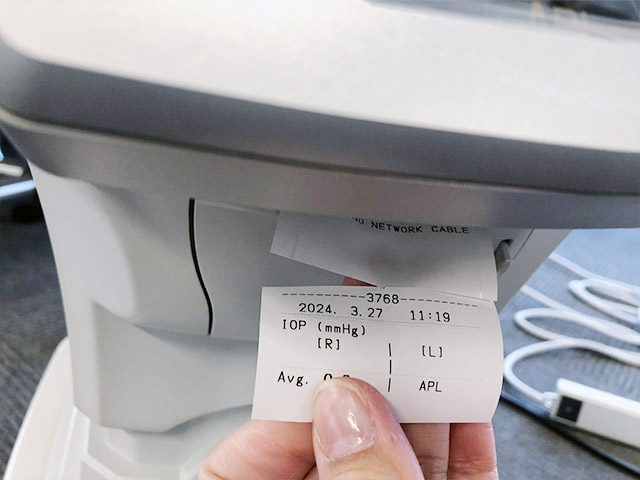 NETWORK CABLE
----------3768----------
2024. 3.27 11:19
IOP (mmHg)
[R] | [L]
Avg. | APL